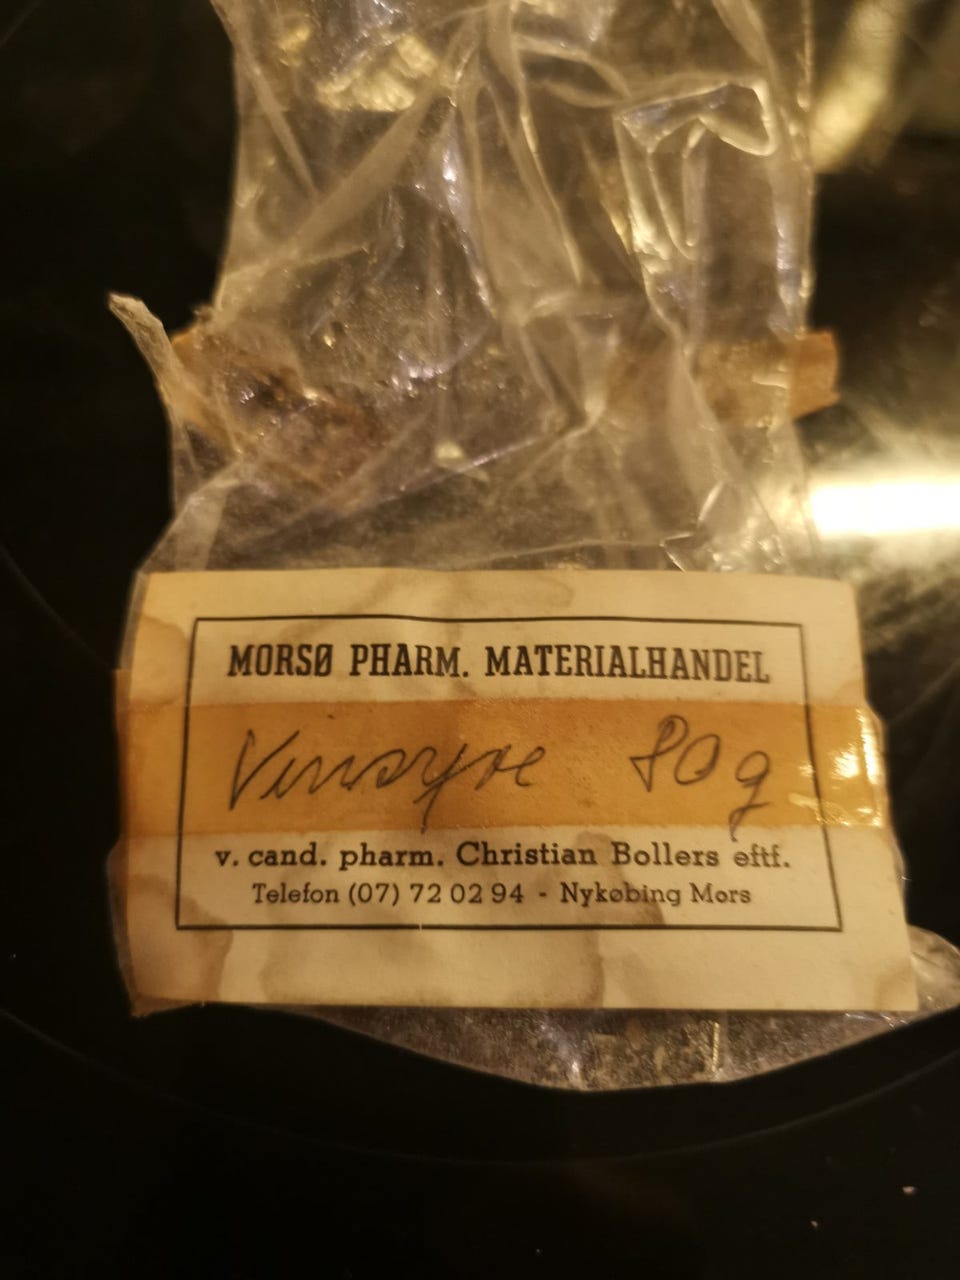 MORSØ PHARM. MATERIALHANDEL
Vinsyre 80g
v. cand. pharm. Christian Bollers eftf.
Telefon (07) 72 02 94 - Nykøbing Mors